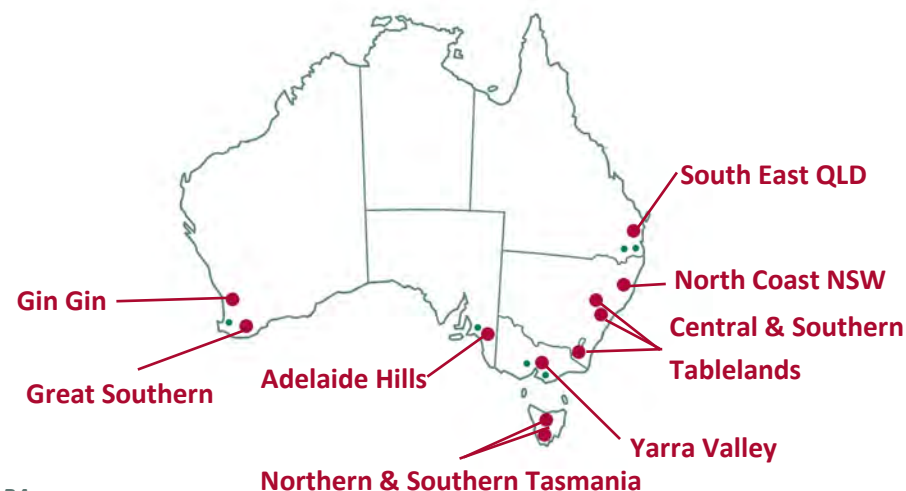 South East QLD
North Coast NSW
Gin Gin
Central & Southern
Tablelands
Great Southern
Adelaide Hills
Yarra Valley
Northern & Southern Tasmania